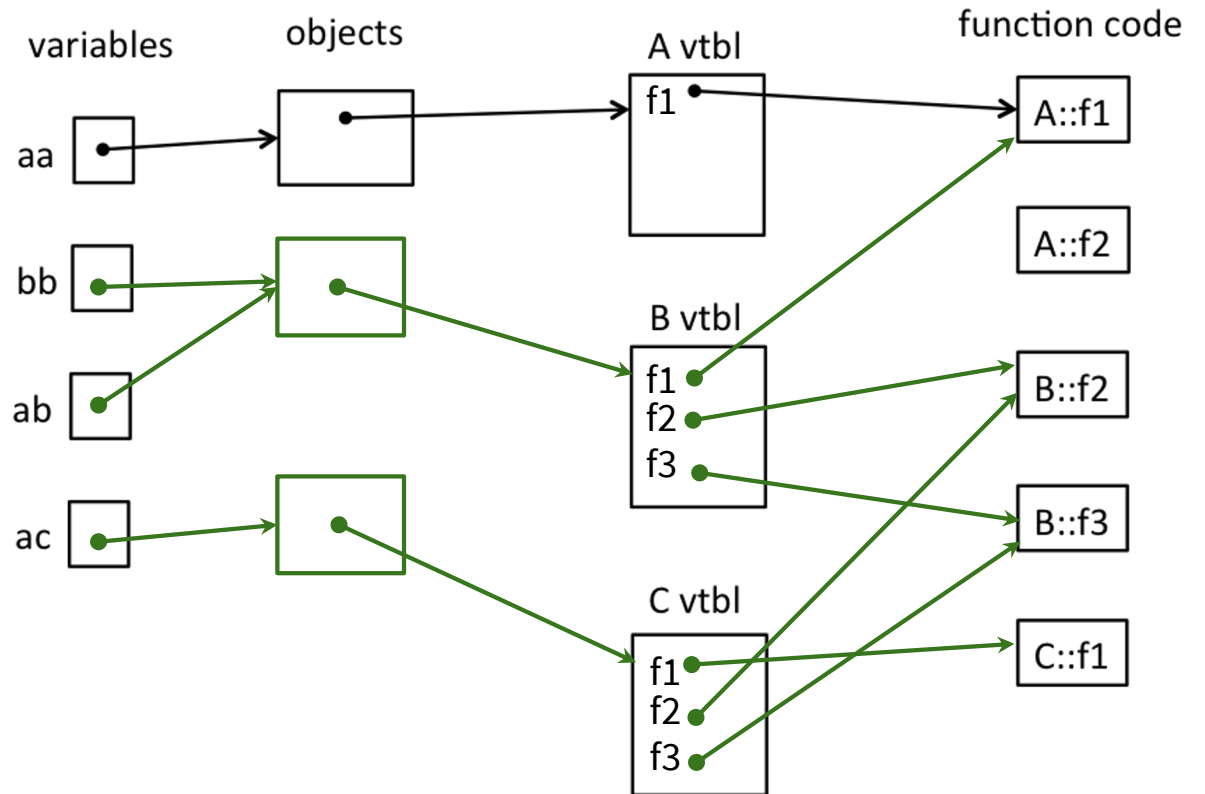 variables
objects
A vtbl
function code
aa
f1
A::f1
bb
A::f2
ab
B vtbl
f1
f2
f3
B::f2
ac
B::f3
C vtbl
f1
f2
f3
C::f1